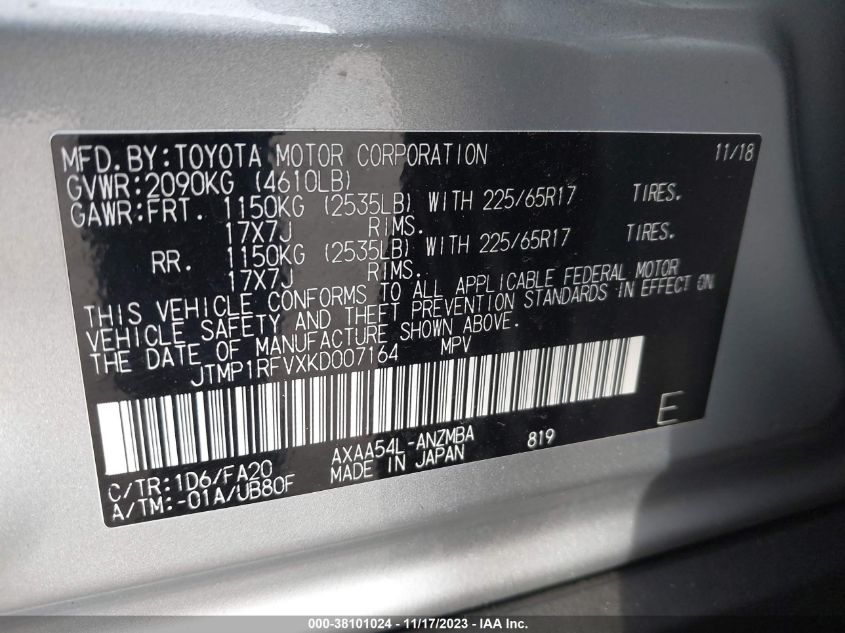 MFD.BY:TOYOTA MOTOR CORPORATION 11/18
GVWR:2090KG (4610LB)
GAWR:FRT. 1150KG (2535LB) WITH 225/65R17 TIRES.
17X7J RIMS.
RR. 1150KG (2535LB) WITH 225/65R17 TIRES.
17X7J RIMS.
THIS VEHICLE CONFORMS TO ALL APPLICABLE FEDERAL MOTOR
VEHICLE SAFETY AND THEFT PREVENTION STANDARDS IN EFFECT ON
THE DATE OF MANUFACTURE SHOWN ABOVE.
JTMP1RFVXKD007164 MPV
E
AXAA54L-ANZMBA 819
C/TR:1D6/FA20 MADE IN JAPAN
A/TM:-01A/UB80F
000-38101024 - 11/17/2023 - IAA Inc.